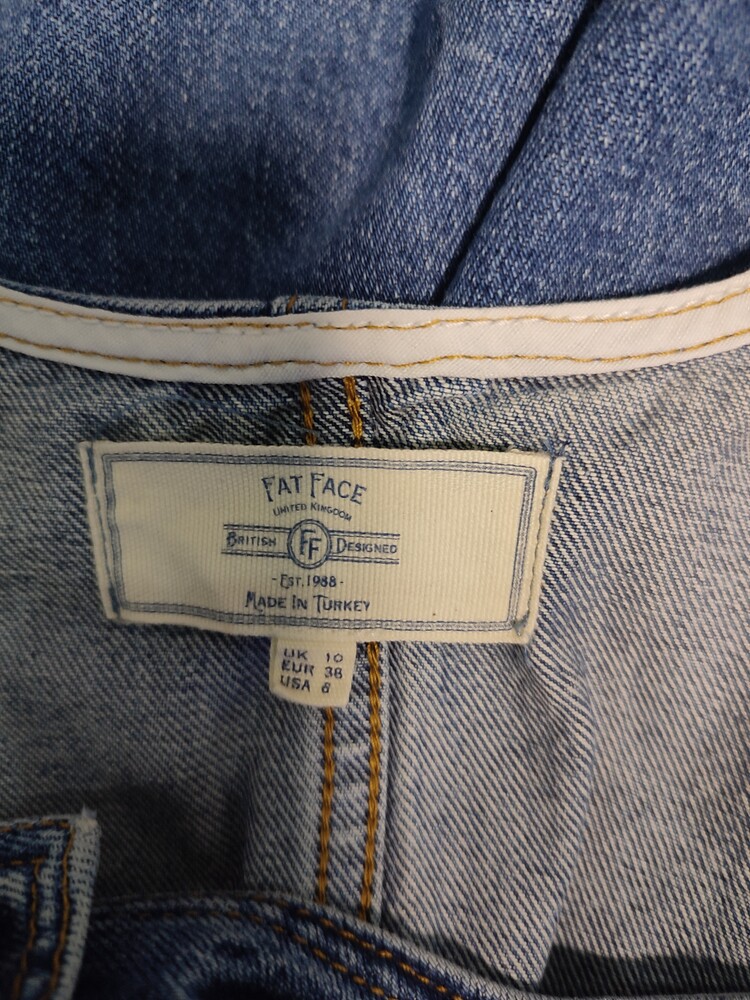 FAT FACE
UNITED KINGDOM
BRITISH FF DESIGNED
- EST. 1988 -
MADE IN TURKEY
UK 10
EUR 38
USA 6